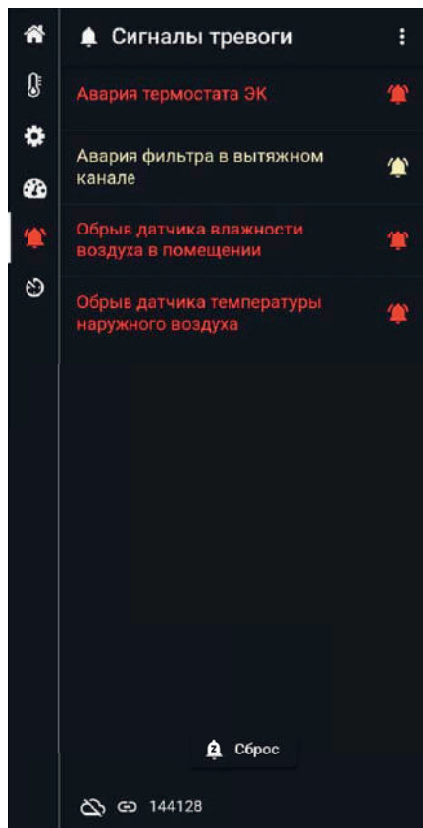 Сигналы тревоги
Авария термостата ЭК
Авария фильтра в вытяжном
канале
Обрыв датчика влажности
воздуха в помещении
Обрыв датчика температуры
наружного воздуха
Сброс
144128